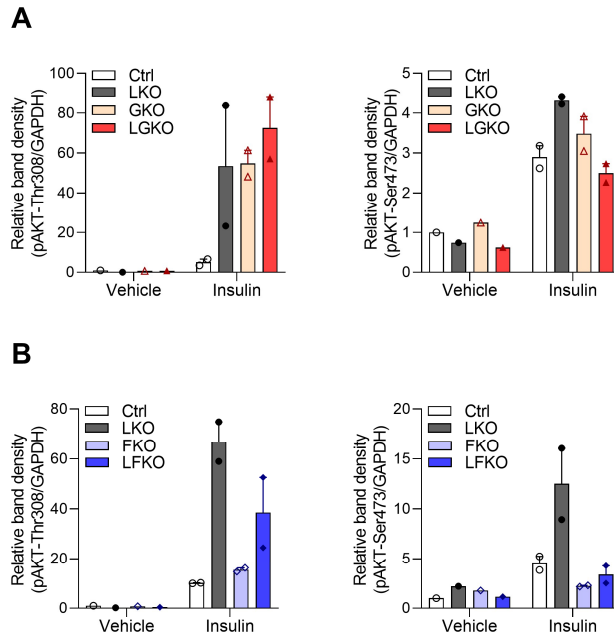 A
Relative band density
(pAKT-Thr308/GAPDH)
100
80
60
40
20
0
Ctrl
LKO
GKO
LGKO
Vehicle
Insulin
Relative band density
(pAKT-Ser473/GAPDH)
5
4
3
2
1
0
Ctrl
LKO
GKO
LGKO
Vehicle
Insulin
B
Relative band density
(pAKT-Thr308/GAPDH)
80
60
40
20
0
Ctrl
LKO
FKO
LFKO
Vehicle
Insulin
Relative band density
(pAKT-Ser473/GAPDH)
20
15
10
5
0
Ctrl
LKO
FKO
LFKO
Vehicle
Insulin